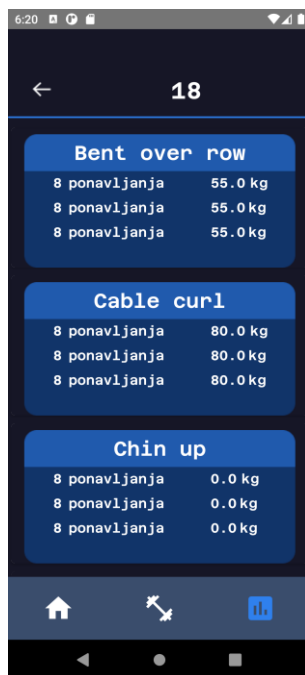 6:20
18
Bent over row
8 ponavljanja 55.0 kg
8 ponavljanja 55.0 kg
8 ponavljanja 55.0 kg
Cable curl
8 ponavljanja 80.0 kg
8 ponavljanja 80.0 kg
8 ponavljanja 80.0 kg
Chin up
8 ponavljanja 0.0 kg
8 ponavljanja 0.0 kg
8 ponavljanja 0.0 kg